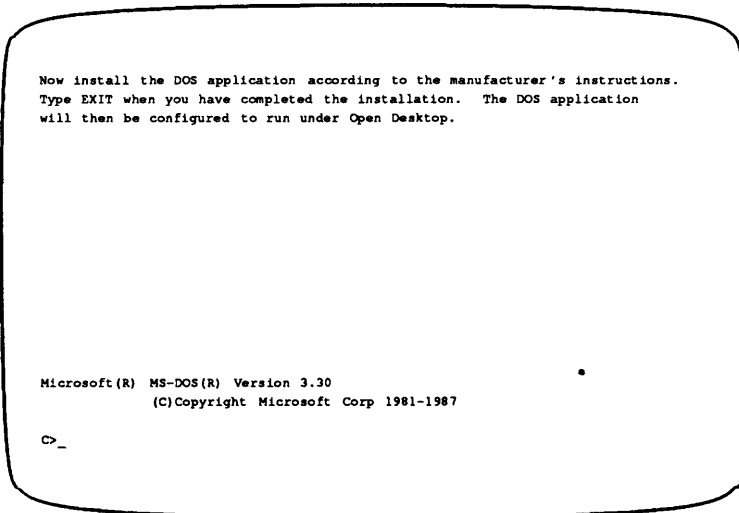 Now install the DOS application according to the manufacturer's instructions.
Type EXIT when you have completed the installation. The DOS application
will then be configured to run under Open Desktop.
Microsoft(R) MS-DOS(R) Version 3.30
(C)Copyright Microsoft Corp 1981-1987
C>_